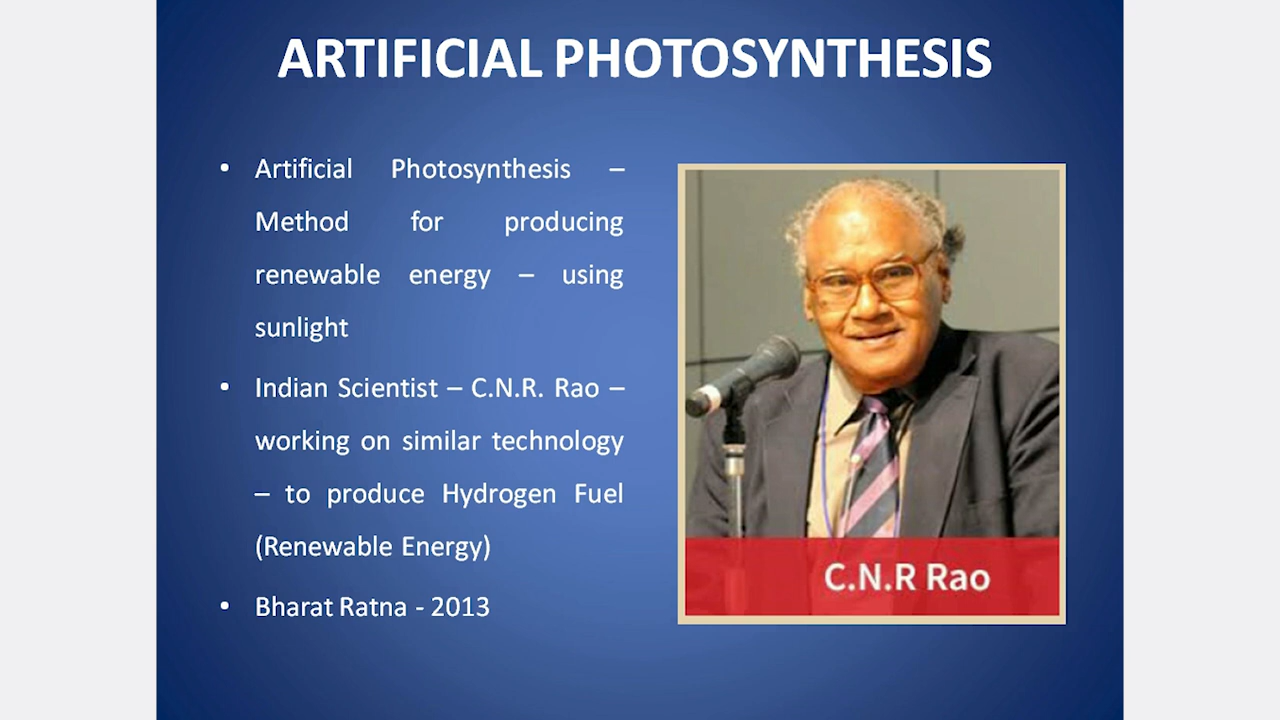 ARTIFICIAL PHOTOSYNTHESIS
• Artificial Photosynthesis –
Method for producing
renewable energy – using
sunlight
• Indian Scientist – C.N.R. Rao –
working on similar technology
– to produce Hydrogen Fuel
(Renewable Energy)
• Bharat Ratna - 2013
C.N.R Rao